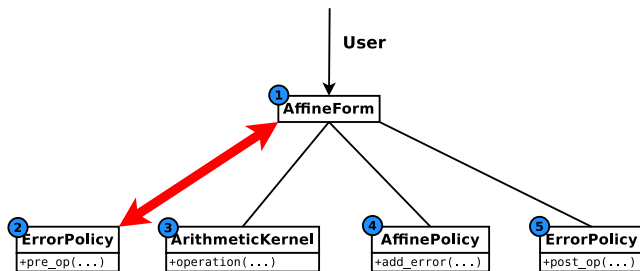 User
1
AffineForm
2
ErrorPolicy
+pre_op(...)
3
ArithmeticKernel
+operation(...)
4
AffinePolicy
+add_error(...)
5
ErrorPolicy
+post_op(...)